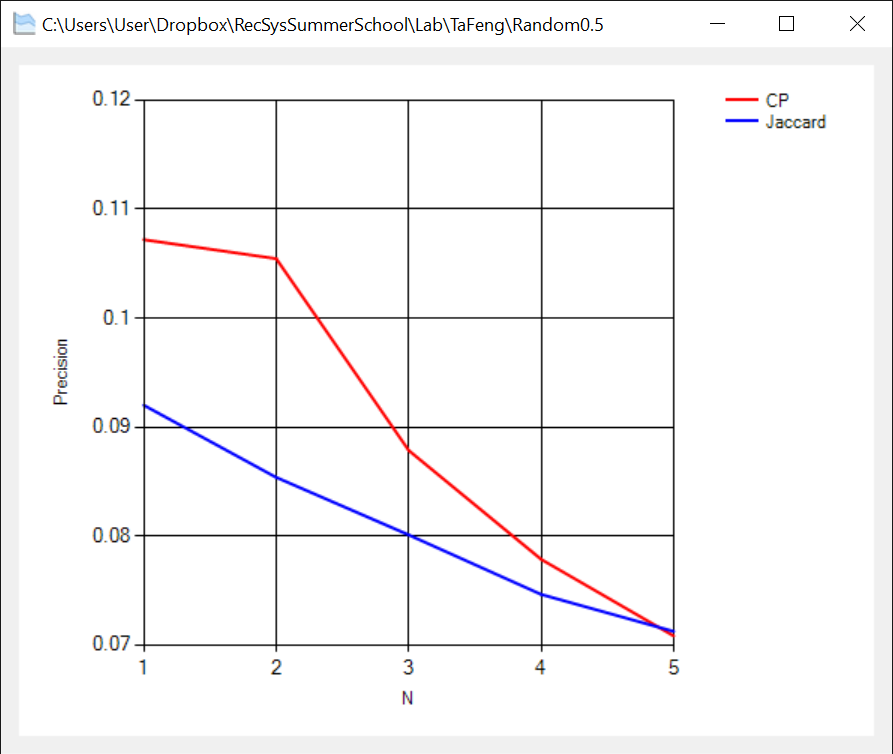 C:\Users\User\Dropbox\RecSysSummerSchool\Lab\TaFeng\Random0.5
CP
Jaccard
0.12
0.11
0.1
0.09
0.08
0.07
Precision
1 2 3 4 5
N